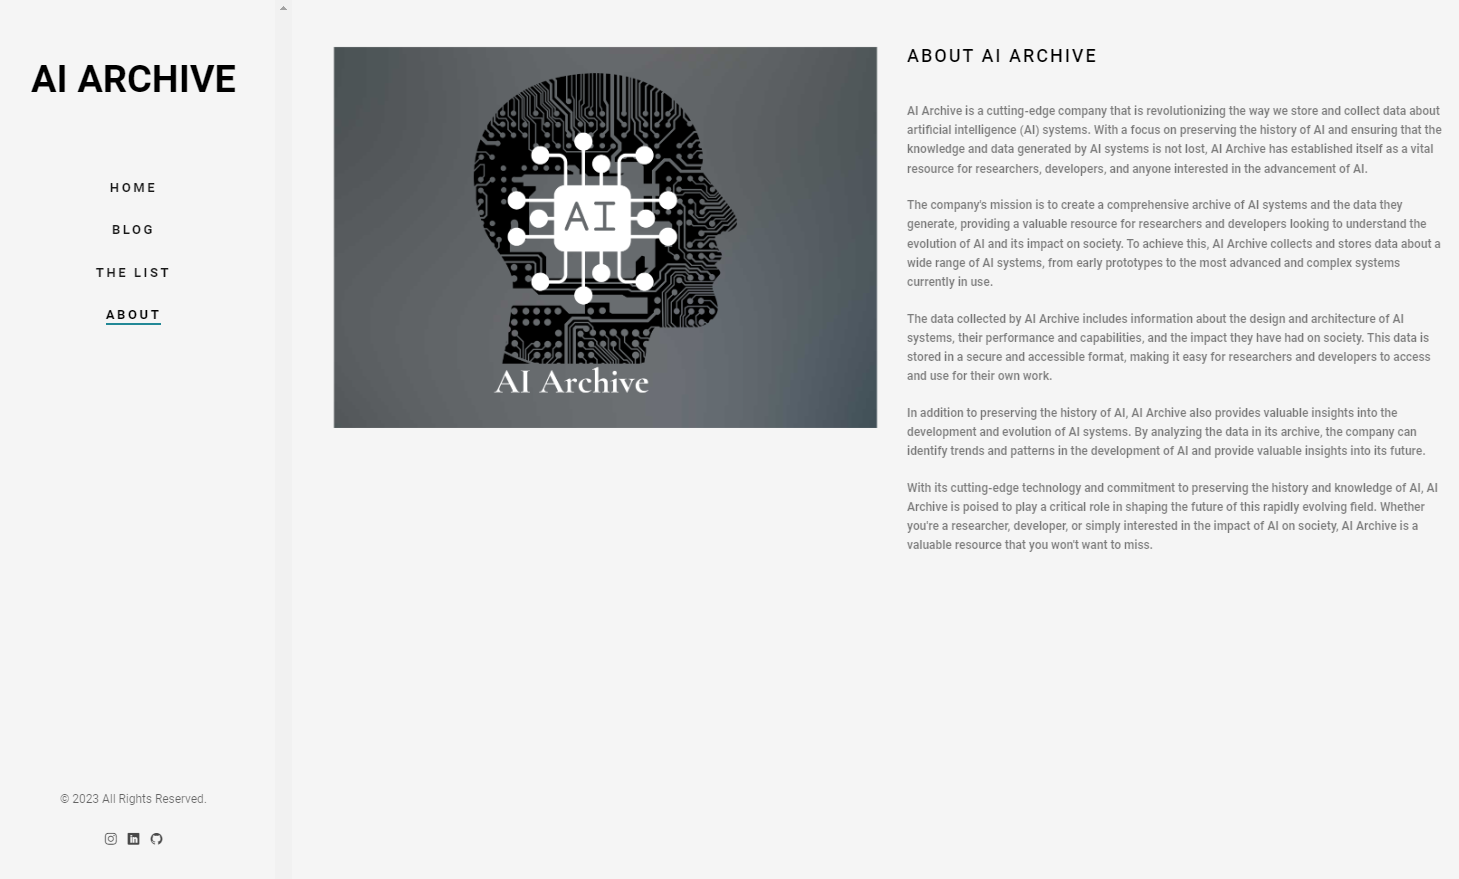 AI ARCHIVE
HOME
BLOG
THE LIST
ABOUT
© 2023 All Rights Reserved.
AI
AI Archive
ABOUT AI ARCHIVE
AI Archive is a cutting-edge company that is revolutionizing the way we store and collect data about
artificial intelligence (AI) systems. With a focus on preserving the history of AI and ensuring that the
knowledge and data generated by AI systems is not lost, AI Archive has established itself as a vital
resource for researchers, developers, and anyone interested in the advancement of AI.
The company's mission is to create a comprehensive archive of AI systems and the data they
generate, providing a valuable resource for researchers and developers looking to understand the
evolution of AI and its impact on society. To achieve this, AI Archive collects and stores data about a
wide range of AI systems, from early prototypes to the most advanced and complex systems
currently in use.
The data collected by AI Archive includes information about the design and architecture of AI
systems, their performance and capabilities, and the impact they have had on society. This data is
stored in a secure and accessible format, making it easy for researchers and developers to access
and use for their own work.
In addition to preserving the history of AI, AI Archive also provides valuable insights into the
development and evolution of AI systems. By analyzing the data in its archive, the company can
identify trends and patterns in the development of AI and provide valuable insights into its future.
With its cutting-edge technology and commitment to preserving the history and knowledge of AI, AI
Archive is poised to play a critical role in shaping the future of this rapidly evolving field. Whether
you're a researcher, developer, or simply interested in the impact of AI on society, AI Archive is a
valuable resource that you won't want to miss.